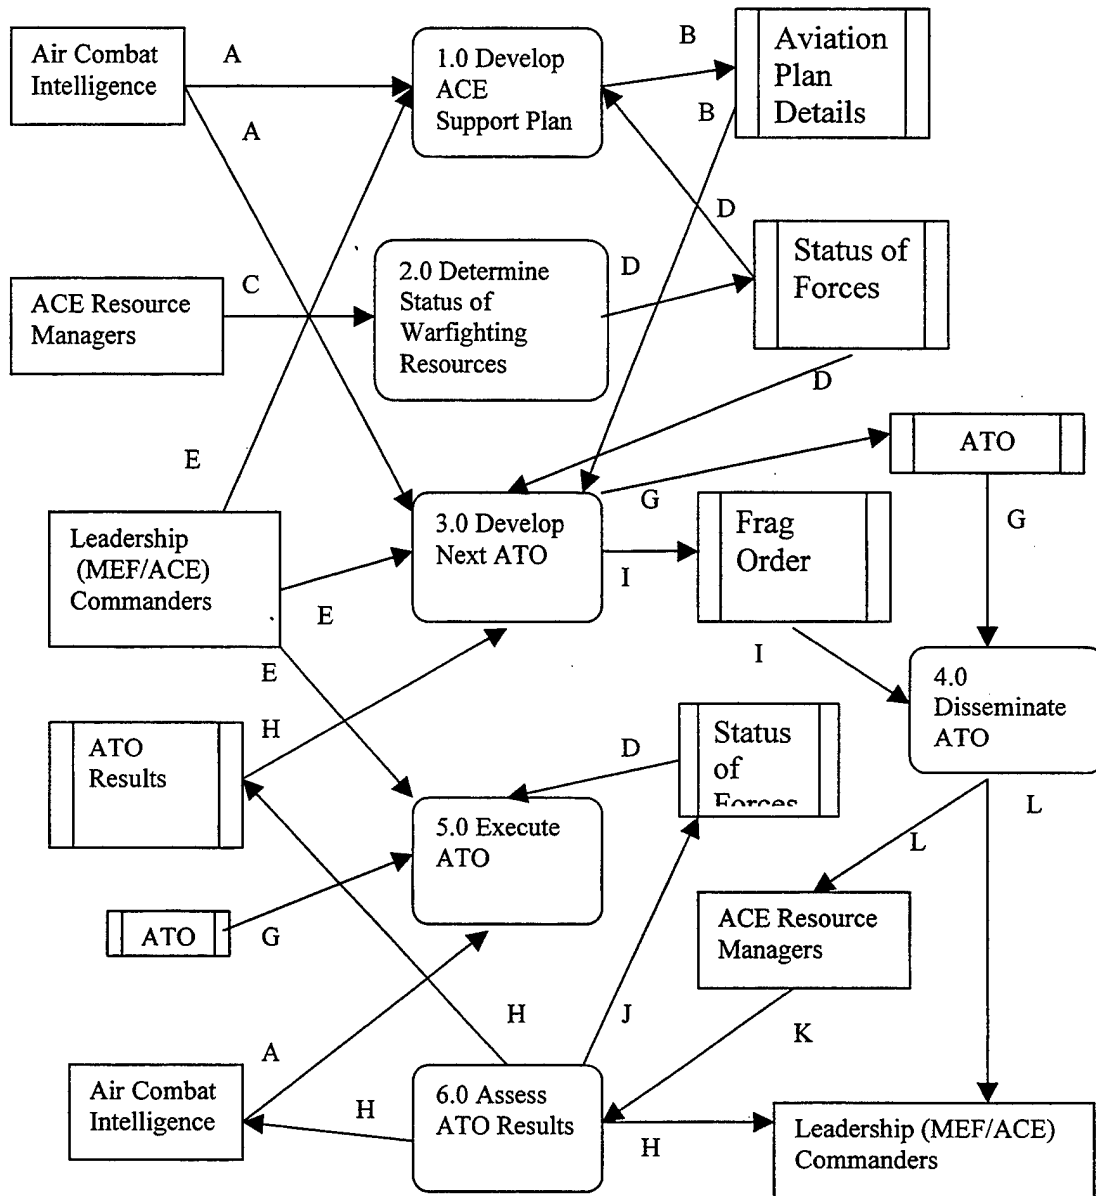 Air Combat
Intelligence
A
A
1.0 Develop
ACE
Support Plan
B
B
Aviation
Plan
Details
D
ACE Resource
Managers
C
2.0 Determine
Status of
Warfighting
Resources
D
Status of
Forces
D
E
ATO
G
G
Leadership
(MEF/ACE)
Commanders
E
E
3.0 Develop
Next ATO
I
Frag
Order
I
4.0
Disseminate
ATO
ATO
Results
H
D
Status
of
Forces
5.0 Execute
ATO
L
L
ATO
G
ACE Resource
Managers
H
J
K
A
Air Combat
Intelligence
H
6.0 Assess
ATO Results
H
Leadership (MEF/ACE)
Commanders